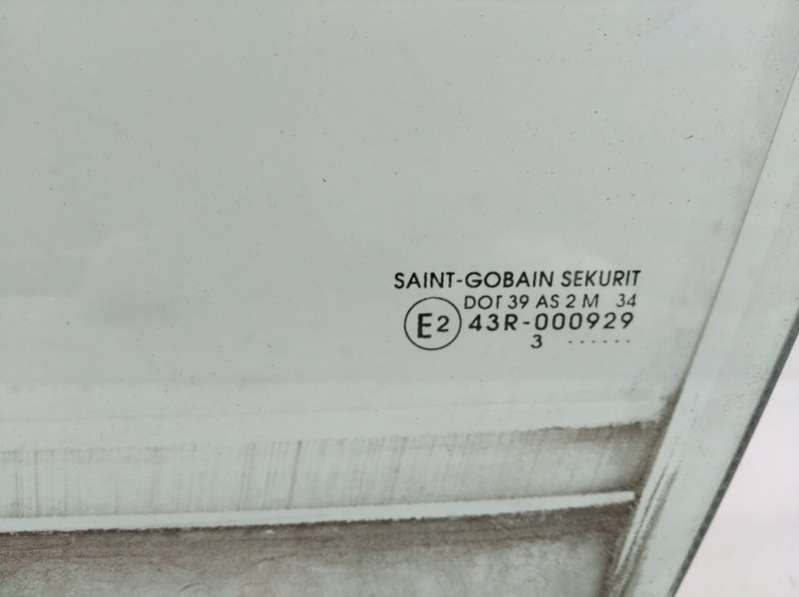 SAINT-GOBAIN SEKURIT
DOT 39 AS 2 M 34
E2 43R-000929
3 ......